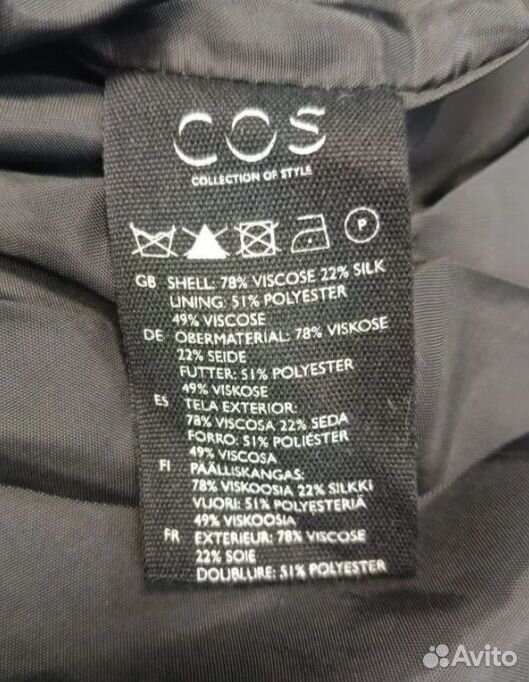 COS
COLLECTION OF STYLE
P
GB SHELL: 78% VISCOSE 22% SILK
LINING: 51% POLYESTER
49% VISCOSE
DE OBERMATERIAL: 78% VISKOSE
22% SEIDE
FUTTER: 51% POLYESTER
49% VISKOSE
ES TELA EXTERIOR:
78% VISCOSA 22% SEDA
FORRO: 51% POLIÉSTER
49% VISCOSA
FI PÄÄLLISKANGAS:
78% VISKOOSIA 22% SILKKI
VUORI: 51% POLYESTERIÄ
49% VISKOOSIA
FR EXTERIEUR: 78% VISCOSE
22% SOIE
DOUBLURE: 51% POLYESTER
Avito